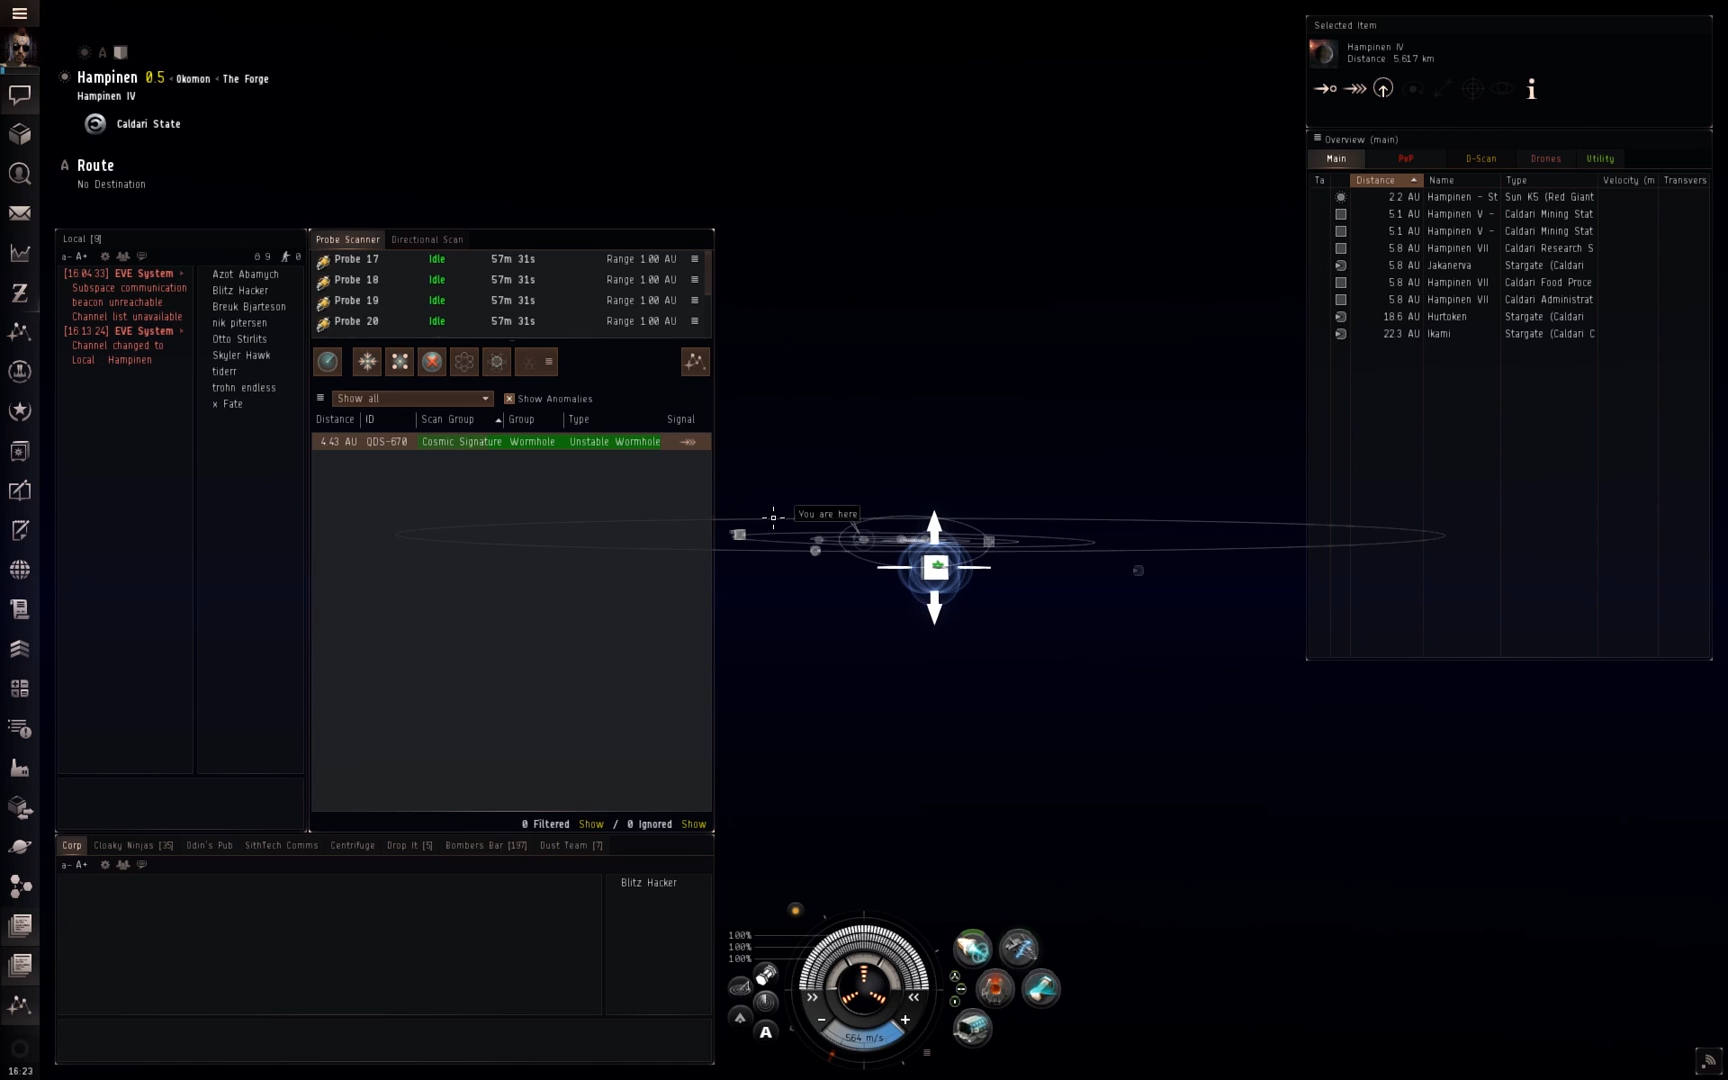 Hampinen 0.5 < Okomon < The Forge
Hampinen IV
Caldari State
A Route
No Destination
Local [9]
a- A+
9 0
[16:04:33] EVE System >
Subspace communication
beacon unreachable
Channel list unavailable
[16:13:24] EVE System >
Channel changed to
Local Hampinen
Azot Abamych
Blitz Hacker
Breuk Bjarteson
nik pitersen
Otto Stirlits
Skyler Hawk
tiderr
trohn endless
x Fate
Probe Scanner Directional Scan
Probe 17 Idle 57m 31s Range 1.00 AU
Probe 18 Idle 57m 31s Range 1.00 AU
Probe 19 Idle 57m 31s Range 1.00 AU
Probe 20 Idle 57m 31s Range 1.00 AU
Show all Show Anomalies
Distance ID Scan Group Group Type Signal
4.43 AU QDS-670 Cosmic Signature Wormhole Unstable Wormhole
0 Filtered Show / 0 Ignored Show
You are here
Selected Item
Hampinen IV
Distance: 5,617 km
Overview (main)
Main PvP D-Scan Drones Utility
Ta Distance Name Type Velocity (m Transvers
2.2 AU Hampinen - St Sun K5 (Red Giant
5.1 AU Hampinen V - Caldari Mining Stat
5.1 AU Hampinen V - Caldari Mining Stat
5.8 AU Hampinen VII Caldari Research S
5.8 AU Jakanerva Stargate (Caldari
5.8 AU Hampinen VII Caldari Food Proce
5.8 AU Hampinen VII Caldari Administrat
18.6 AU Hurtoken Stargate (Caldari
22.3 AU Ikami Stargate (Caldari C
Corp Cloaky Ninjas [35] Odin's Pub SithTech Comms Centrifuge Drop It [5] Bombers Bar [197] Dust Team [7]
a- A+
Blitz Hacker
100%
100%
100%
A
564 m/s
16:23